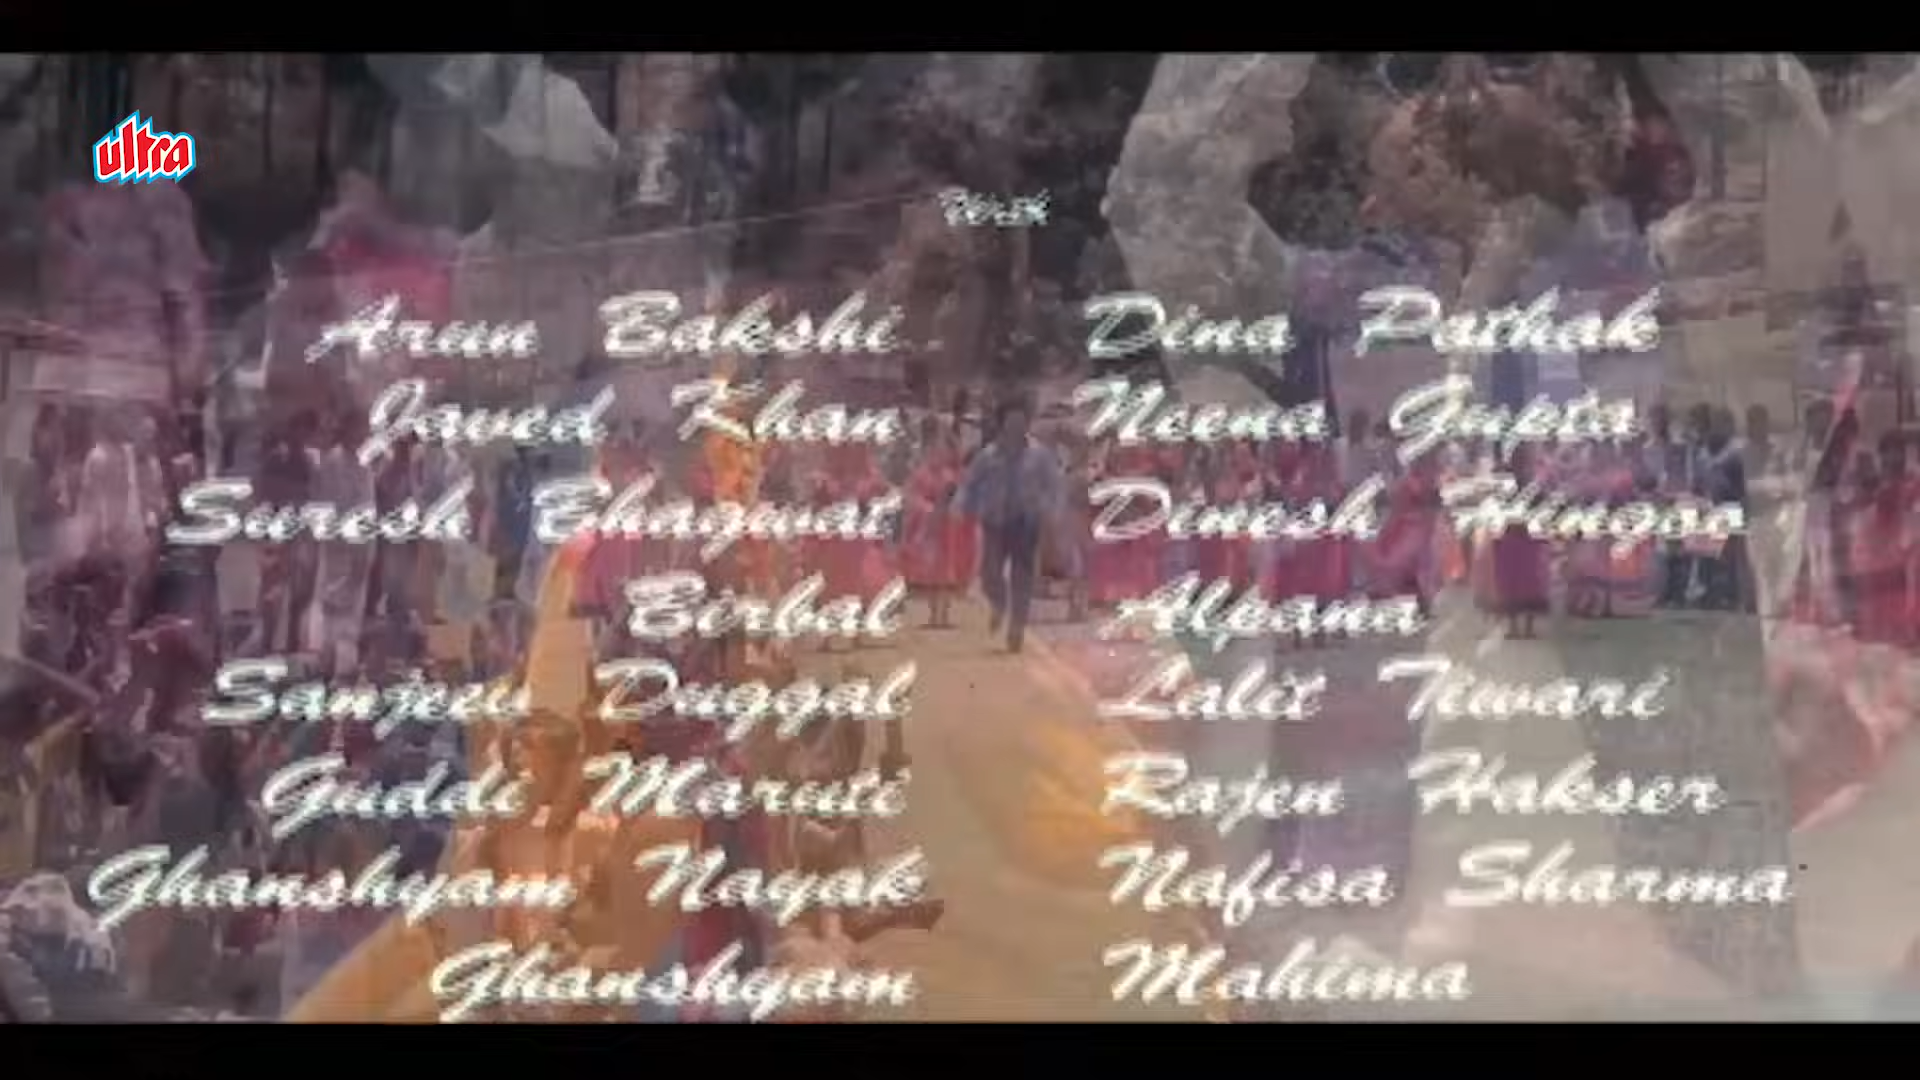 ultra
With
Arun Bakshi Dina Pathak
Javed Khan Neena Gupta
Suresh Bhagwat Dinesh Hingoo
Birbal Alpana
Sanjeev Duggal Lalit Tiwari
Guddi Maruti Rajen Hakser
Ghanshyam Nayak Nafisa Sharma
Ghanshyam Mahima